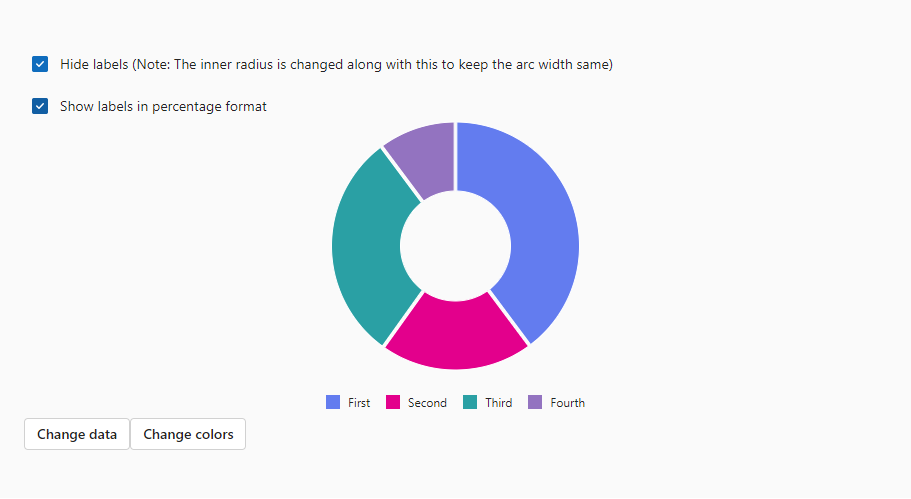 Hide labels (Note: The inner radius is changed along with this to keep the arc width same)
Show labels in percentage format
First Second Third Fourth
Change data Change colors